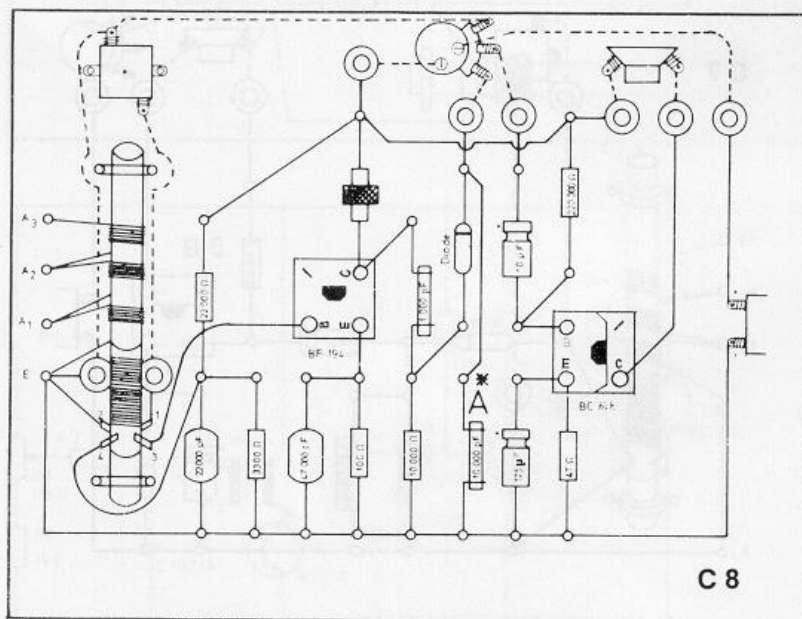 A3
A2
A1
E
2
1
4
3
22 000 Ω
C
B
E
BF 194
1 000 pF
Diode
+
10 µF
220 000 Ω
B
E
C
A *
22 000 pF
3300 Ω
47 000 pF
100 Ω
10 000 Ω
10 000 pF
+
47 Ω
C 8